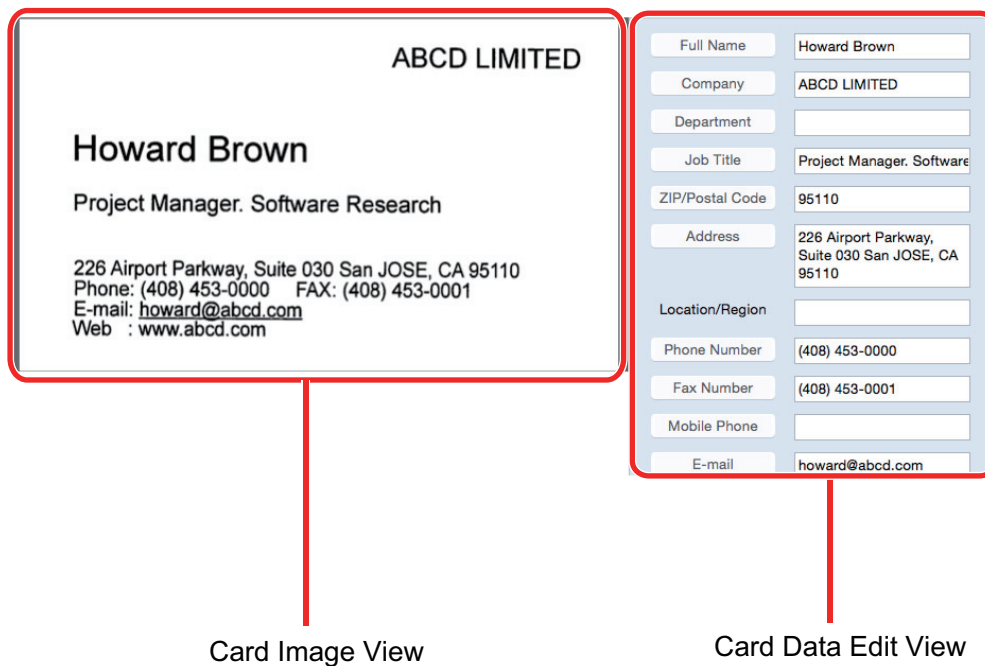 ABCD LIMITED
Howard Brown
Project Manager. Software Research
226 Airport Parkway, Suite 030 San JOSE, CA 95110
Phone: (408) 453-0000 FAX: (408) 453-0001
E-mail: howard@abcd.com
Web : www.abcd.com
Full Name Howard Brown
Company ABCD LIMITED
Department
Job Title Project Manager. Software
ZIP/Postal Code 95110
Address 226 Airport Parkway,
Suite 030 San JOSE, CA
95110
Location/Region
Phone Number (408) 453-0000
Fax Number (408) 453-0001
Mobile Phone
E-mail howard@abcd.com
Card Image View
Card Data Edit View